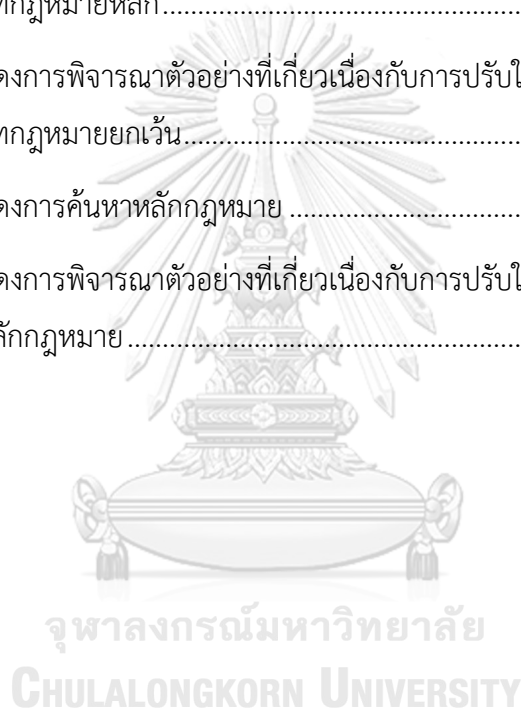 ทกฎหมายหลัก..............................................................
ดงการพิจารณาตัวอย่างที่เกี่ยวเนื่องกับการปรับใ
ทกฎหมายยกเว้น..........................................................
ดงการค้นหาหลักกฎหมาย .........................................
ดงการพิจารณาตัวอย่างที่เกี่ยวเนื่องกับการปรับใ
ลักกฎหมาย....................................................................
จุฬาลงกรณ์มหาวิทยาลัย
CHULALONGKORN UNIVERSITY